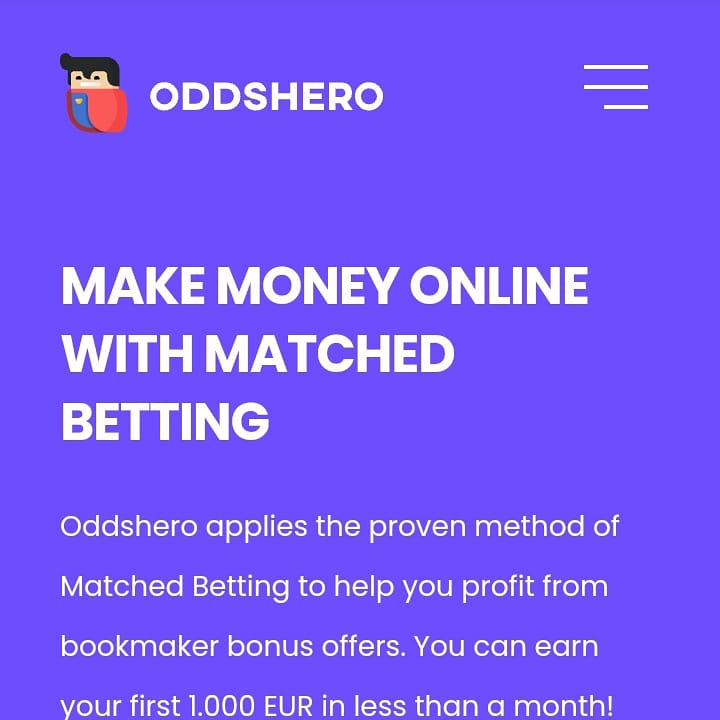 ODDSHERO
MAKE MONEY ONLINE
WITH MATCHED
BETTING
Oddshero applies the proven method of
Matched Betting to help you profit from
bookmaker bonus offers. You can earn
your first 1.000 EUR in less than a month!